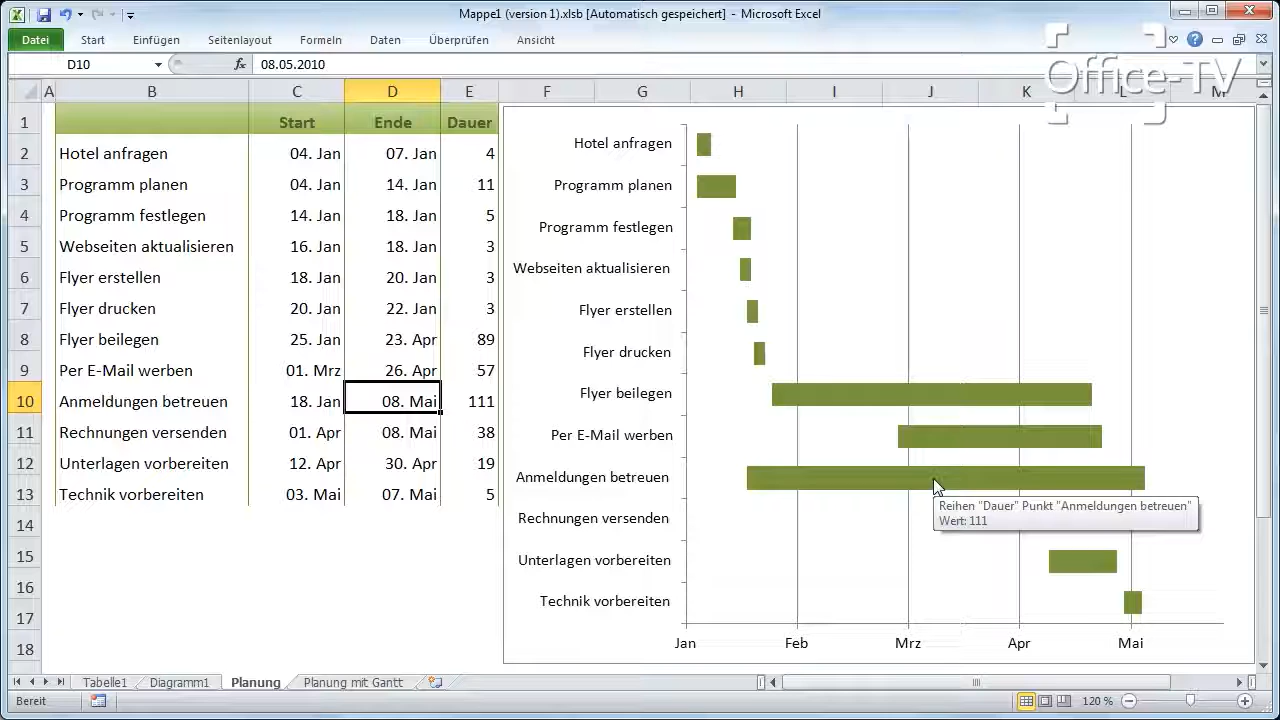 Mappe1 (version 1).xlsb [Automatisch gespeichert] - Microsoft Excel
Datei Start Einfügen Seitenlayout Formeln Daten Überprüfen Ansicht
Office-TV
D10 fx 08.05.2010
A B C D E F G H I J K L M
1 Start Ende Dauer
2 Hotel anfragen 04. Jan 07. Jan 4
3 Programm planen 04. Jan 14. Jan 11
4 Programm festlegen 14. Jan 18. Jan 5
5 Webseiten aktualisieren 16. Jan 18. Jan 3
6 Flyer erstellen 18. Jan 20. Jan 3
7 Flyer drucken 20. Jan 22. Jan 3
8 Flyer beilegen 25. Jan 23. Apr 89
9 Per E-Mail werben 01. Mrz 26. Apr 57
10 Anmeldungen betreuen 18. Jan 08. Mai 111
11 Rechnungen versenden 01. Apr 08. Mai 38
12 Unterlagen vorbereiten 12. Apr 30. Apr 19
13 Technik vorbereiten 03. Mai 07. Mai 5
14
15
16
17
18
Hotel anfragen
Programm planen
Programm festlegen
Webseiten aktualisieren
Flyer erstellen
Flyer drucken
Flyer beilegen
Per E-Mail werben
Anmeldungen betreuen
Reihen "Dauer" Punkt "Anmeldungen betreuen"
Wert: 111
Rechnungen versenden
Unterlagen vorbereiten
Technik vorbereiten
Jan Feb Mrz Apr Mai
Tabelle1 Diagramm1 Planung Planung mit Gantt
Bereit 120 %